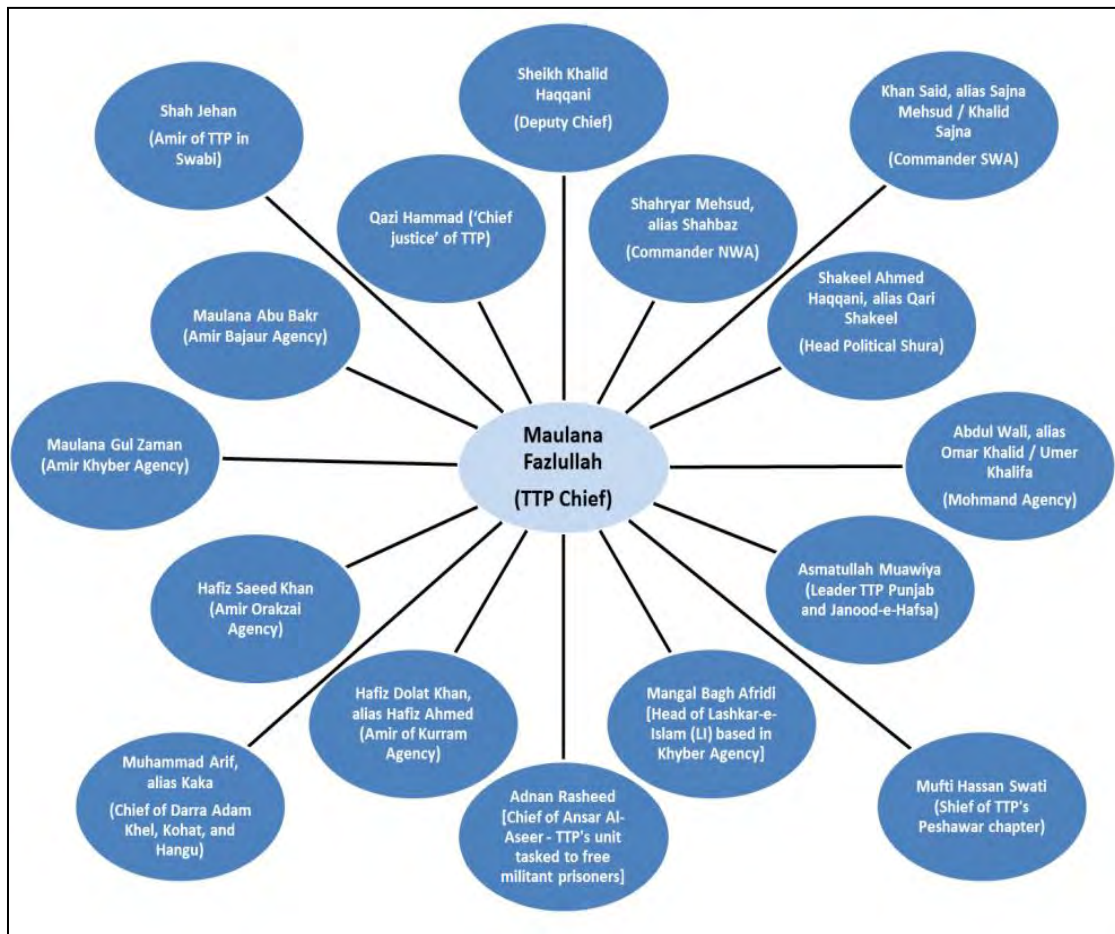 Sheikh Khalid
Haqqani
(Deputy Chief)
Khan Said, alias Sajna
Mehsud / Khalid
Sajna
(Commander SWA)
Shah Jehan
(Amir of TTP in
Swabi)
Qazi Hammad (‘Chief
justice’ of TTP)
Shahryar Mehsud,
alias Shahbaz
(Commander NWA)
Shakeel Ahmed
Haqqani, alias Qari
Shakeel
(Head Political Shura)
Maulana Abu Bakr
(Amir Bajaur Agency)
Maulana Gul Zaman
(Amir Khyber Agency)
Maulana
Fazlullah
(TTP Chief)
Abdul Wali, alias
Omar Khalid / Umer
Khalifa
(Mohmand Agency)
Hafiz Saeed Khan
(Amir Orakzai
Agency)
Asmatullah Muawiya
(Leader TTP Punjab
and Janood-e-Hafsa)
Hafiz Dolat Khan,
alias Hafiz Ahmed
(Amir of Kurram
Agency)
Mangal Bagh Afridi
[Head of Lashkar-e-
Islam (LI) based in
Khyber Agency]
Muhammad Arif,
alias Kaka
(Chief of Darra Adam
Khel, Kohat, and
Hangu)
Adnan Rasheed
[Chief of Ansar Al-
Aseer - TTP's unit
tasked to free
militant prisoners]
Mufti Hassan Swati
(Shief of TTP's
Peshawar chapter)